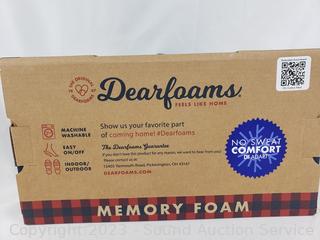 THE ORIGINAL
DEARFOAMS
Dearfoams
FEELS LIKE HOME
MACHINE
WASHABLE
EASY
ON/OFF
INDOOR/
OUTDOOR
Show us your favorite part
of coming home! #Dearfoams
The Dearfoams Guarantee
If you don't love this product for any reason, we want to hear from you!
Please contact us at:
13405 Yarmouth Road, Pickerington, OH 43147
DEARFOAMS.COM
NO SWEAT
COMFORT
MEMORY FOAM
Copyright 2023 - Sound Auction Service